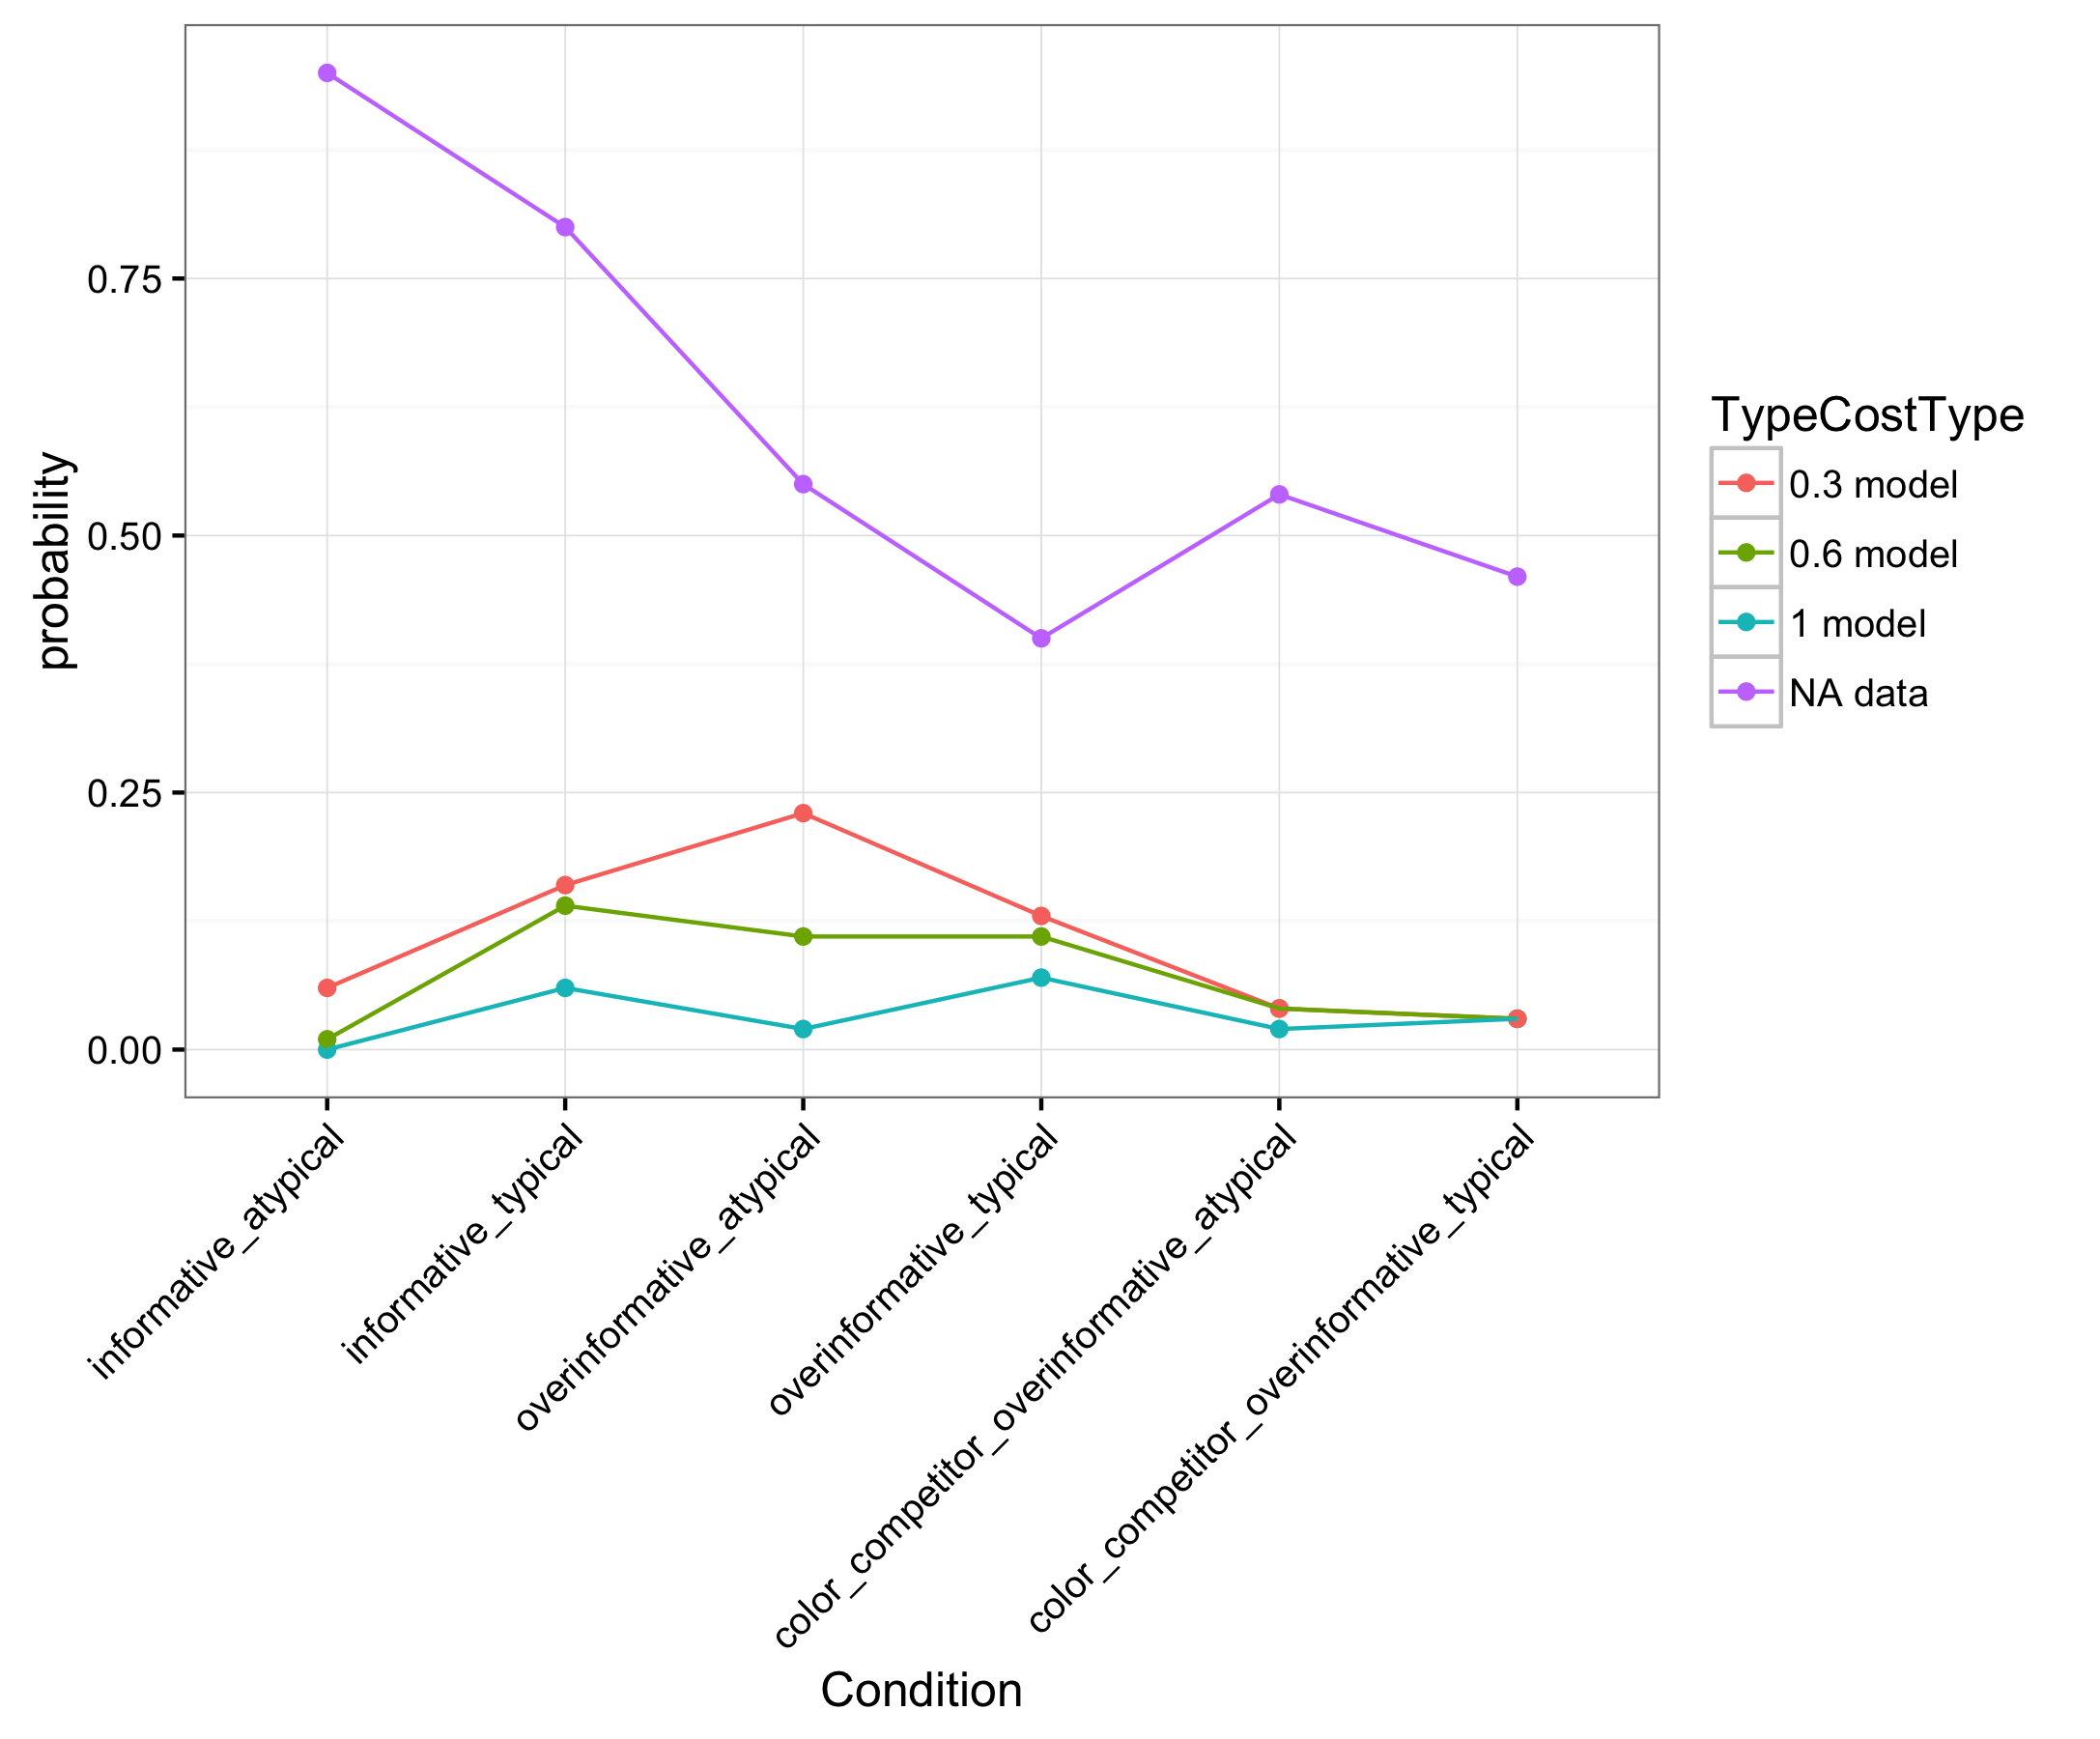 probability
0.75
0.50
0.25
0.00
informative_atypical
informative_typical
overinformative_atypical
overinformative_typical
color_competitor_overinformative_atypical
color_competitor_overinformative_typical
Condition
TypeCostType
0.3 model
0.6 model
1 model
NA data